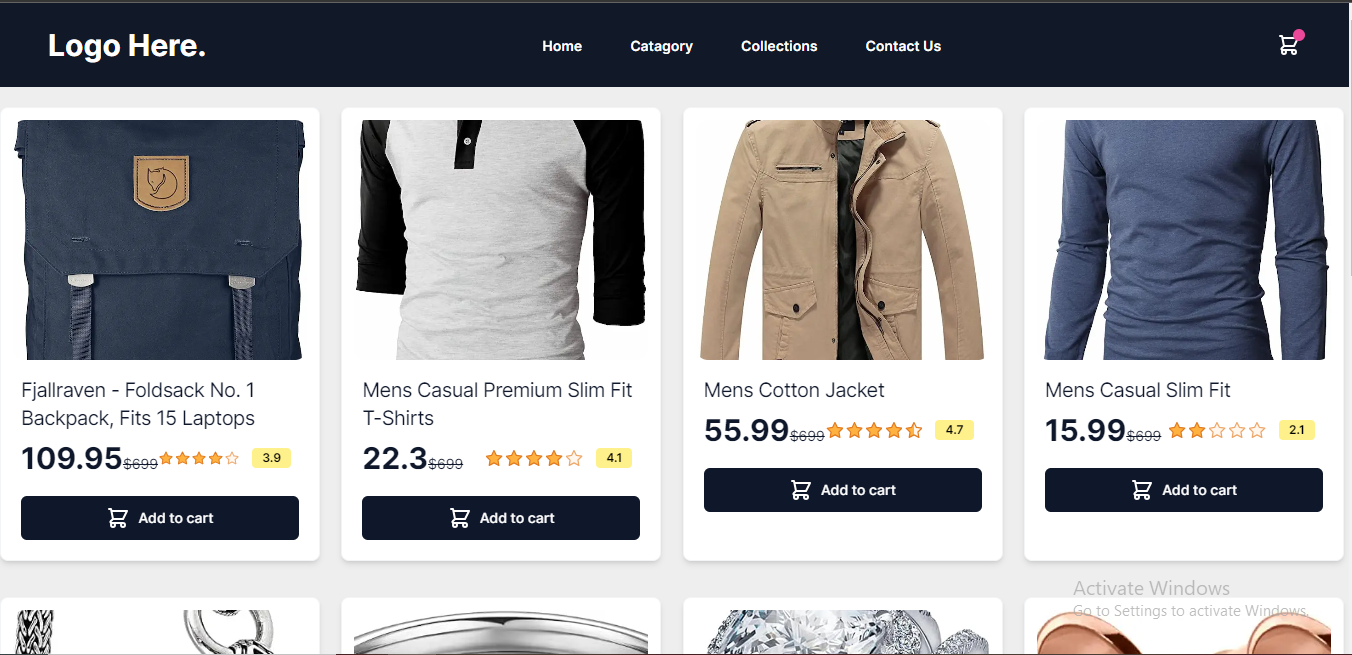 Logo Here.
Home Catagory Collections Contact Us
Fjallraven - Foldsack No. 1
Backpack, Fits 15 Laptops
109.95$699 3.9
Add to cart
Mens Casual Premium Slim Fit
T-Shirts
22.3$699 4.1
Add to cart
Mens Cotton Jacket
55.99$699 4.7
Add to cart
Mens Casual Slim Fit
15.99$699 2.1
Add to cart
Activate Windows
Go to Settings to activate Windows.